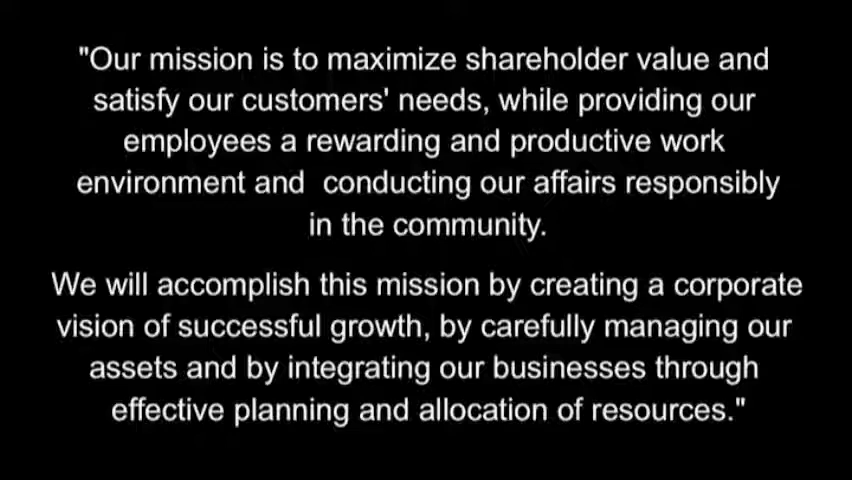 "Our mission is to maximize shareholder value and
satisfy our customers' needs, while providing our
employees a rewarding and productive work
environment and  conducting our affairs responsibly
in the community.
We will accomplish this mission by creating a corporate
vision of successful growth, by carefully managing our
assets and by integrating our businesses through
effective planning and allocation of resources."